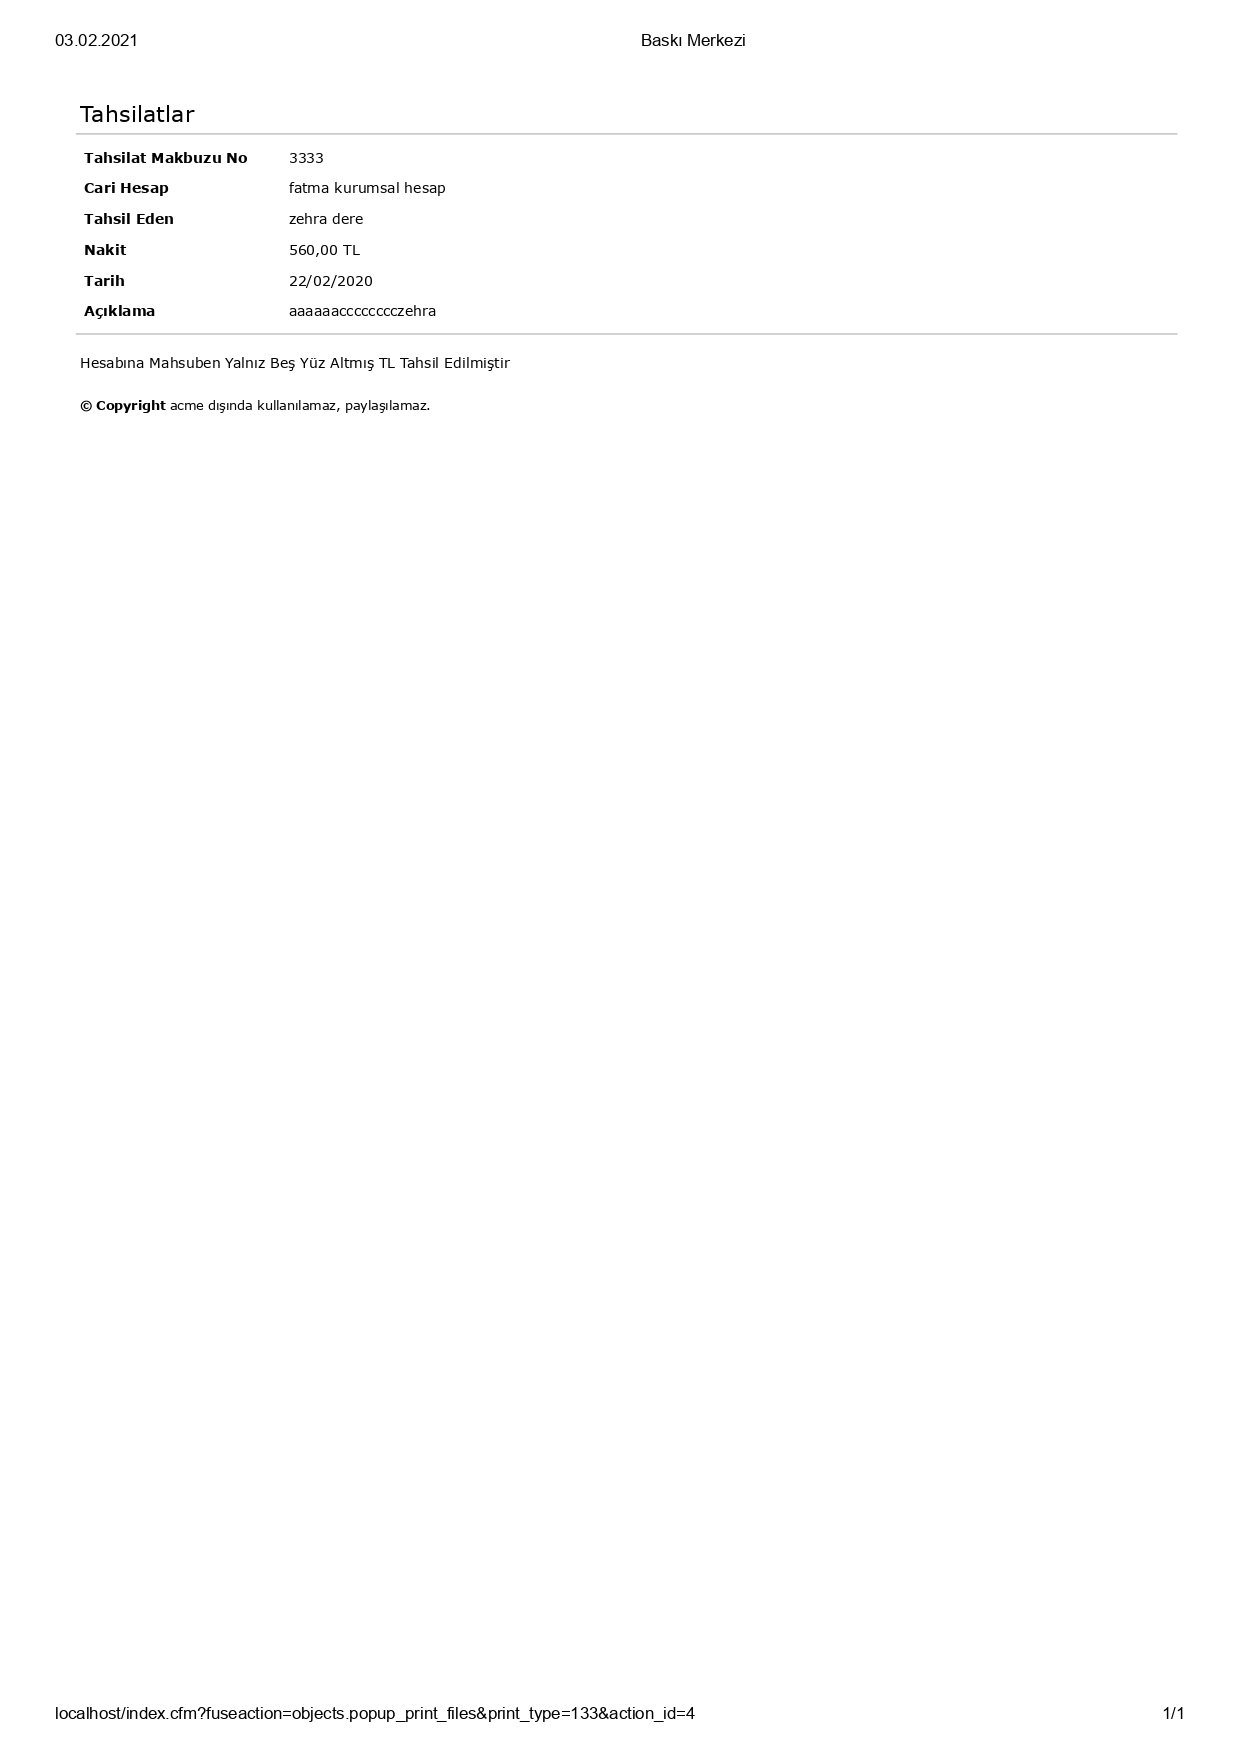 03.02.2021 Baskı Merkezi
Tahsilatlar
Tahsilat Makbuzu No 3333
Cari Hesap fatma kurumsal hesap
Tahsil Eden zehra dere
Nakit 560,00 TL
Tarih 22/02/2020
Açıklama aaaaaacccccccczehra
Hesabına Mahsuben Yalnız Beş Yüz Altmış TL Tahsil Edilmiştir
© Copyright acme dışında kullanılamaz, paylaşılamaz.
localhost/index.cfm?fuseaction=objects.popup_print_files&print_type=133&action_id=4 1/1